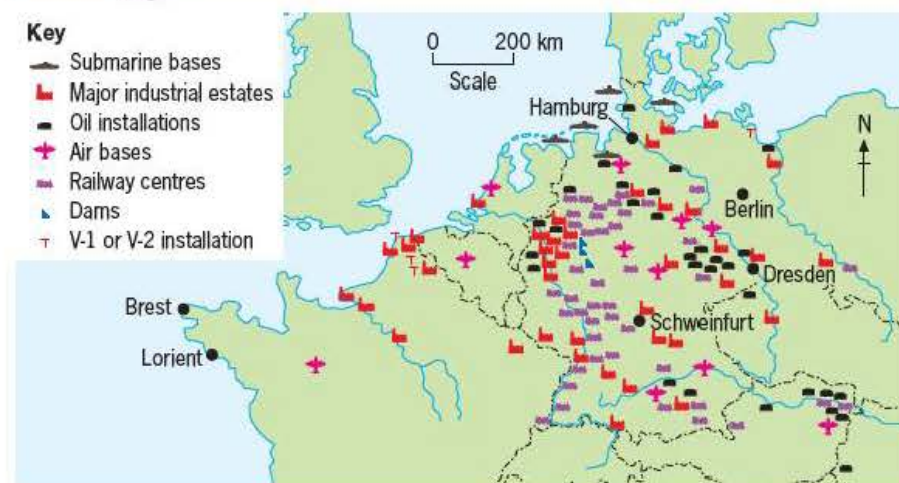 Key
Submarine bases
Major industrial estates
Oil installations
Air bases
Railway centres
Dams
V-1 or V-2 installation
0 200 km
Scale
N
Hamburg
Berlin
Dresden
Schweinfurt
Brest
Lorient